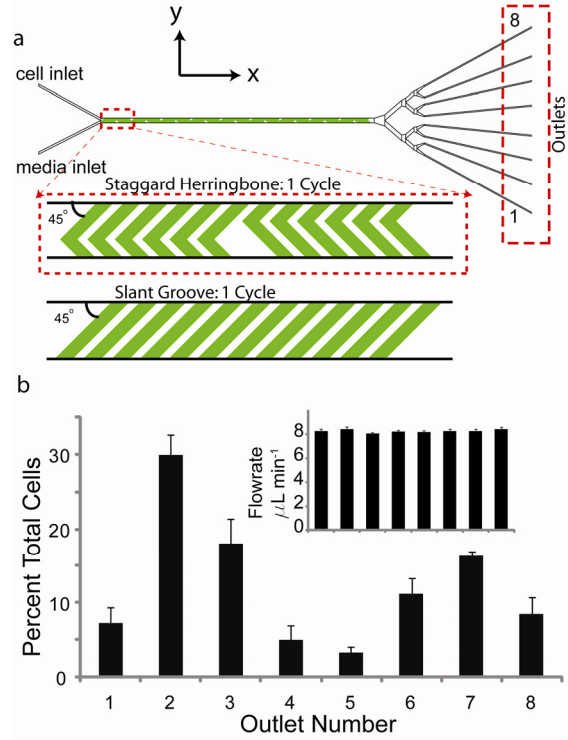 a
y
x
cell inlet
media inlet
8
1
Outlets
Staggard Herringbone: 1 Cycle
45°
Slant Groove: 1 Cycle
45°
b
Percent Total Cells
30
20
10
0
1 2 3 4 5 6 7 8
Outlet Number
Flowrate
μL min⁻¹
8
6
4
2
0